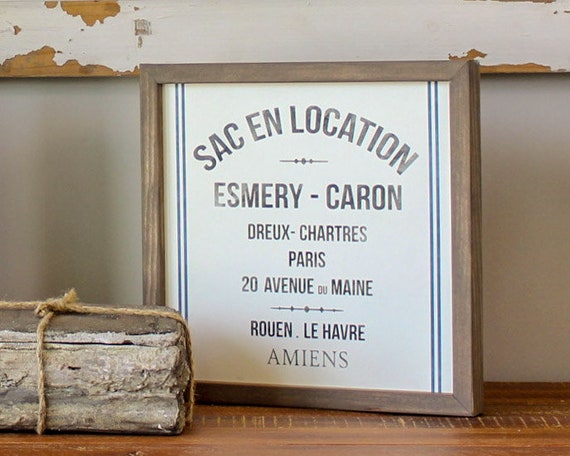 SAC EN LOCATION
ESMERY - CARON
DREUX- CHARTRES
PARIS
20 AVENUE DU MAINE
ROUEN . LE HAVRE
AMIENS